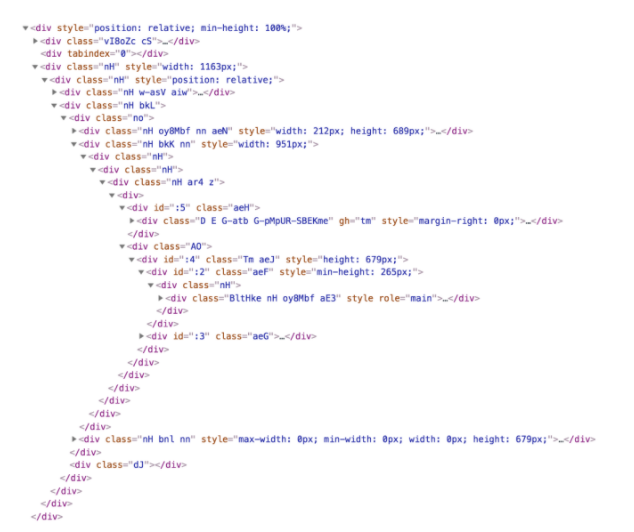 ▼<div style="position: relative; min-height: 100%;">
▶<div class="vI8oZc cS">…</div>
<div tabindex="0"></div>
▼<div class="nH" style="width: 1163px;">
▼<div class="nH" style="position: relative;">
▶<div class="nH w-asV aiw">…</div>
▼<div class="nH bkL">
▼<div class="no">
▶<div class="nH oy8Mbf nn aeN" style="width: 212px; height: 689px;">…</div>
▼<div class="nH bkK nn" style="width: 951px;">
▼<div class="nH">
▼<div class="nH">
▼<div class="nH ar4 z">
▼<div>
▼<div id=":5" class="aeH">
▶<div class="D E G-atb G-pMpUR-SBEKme" gh="tm" style="margin-right: 0px;">…</div>
</div>
▼<div class="AO">
▼<div id=":4" class="Tm aeJ" style="height: 679px;">
▼<div id=":2" class="aeF" style="min-height: 265px;">
▼<div class="nH">
▶<div class="BltHke nH oy8Mbf aE3" style role="main">…</div>
</div>
</div>
▶<div id=":3" class="aeG">…</div>
</div>
</div>
</div>
</div>
</div>
</div>
▶<div class="nH bnl nn" style="max-width: 0px; min-width: 0px; width: 0px; height: 679px;">…</div>
</div>
<div class="dJ"></div>
</div>
</div>
</div>
</div>